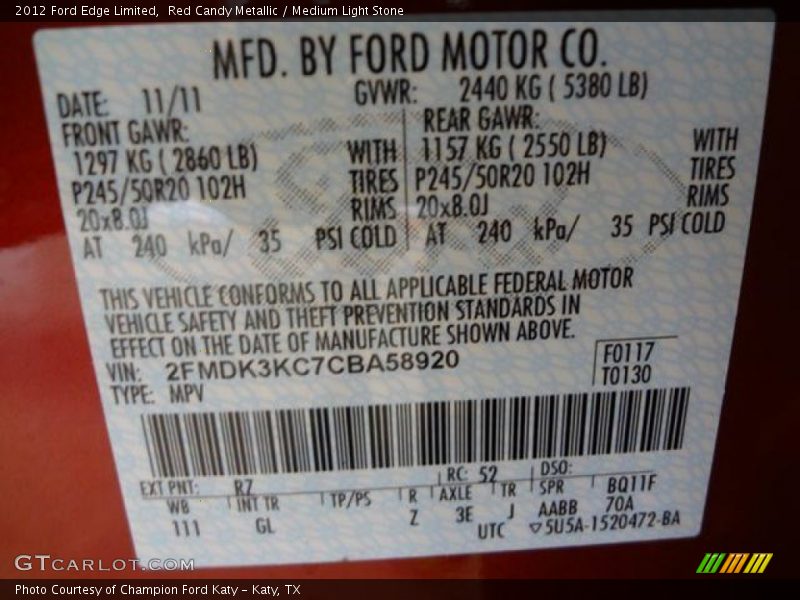 2012 Ford Edge Limited,  Red Candy Metallic / Medium Light Stone
MFD. BY FORD MOTOR CO.
DATE: 11/11 GVWR: 2440 KG ( 5380 LB)
FRONT GAWR: REAR GAWR:
1297 KG ( 2860 LB) WITH 1157 KG ( 2550 LB) WITH
P245/50R20 102H TIRES P245/50R20 102H TIRES
20x8.0J RIMS 20x8.0J RIMS
AT 240 kPa/ 35 PSI COLD AT 240 kPa/ 35 PSI COLD
THIS VEHICLE CONFORMS TO ALL APPLICABLE FEDERAL MOTOR
VEHICLE SAFETY AND THEFT PREVENTION STANDARDS IN
EFFECT ON THE DATE OF MANUFACTURE SHOWN ABOVE.
VIN: 2FMDK3KC7CBA58920 F0117
TYPE: MPV T0130
EXT PNT: RZ RC: 52 DSO:
WB INT TR TP/PS R AXLE TR SPR BQ11F
111 GL Z 3E J AABB 70A
UTC 5U5A-1520472-BA
GTCARLOT.COM
Photo Courtesy of Champion Ford Katy – Katy, TX